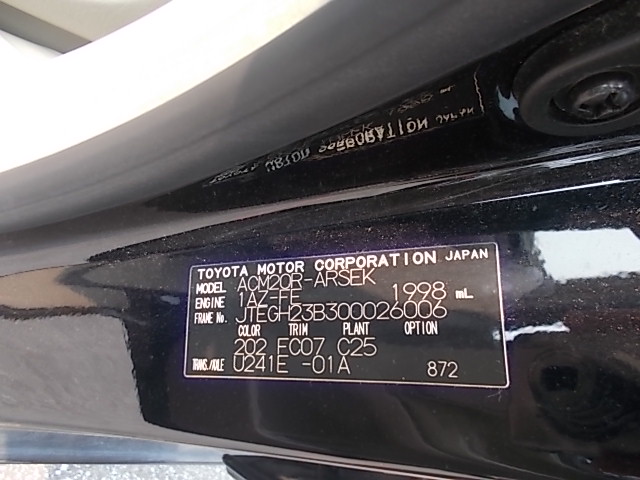 TOYOTA MOTOR CORPORATION JAPAN
MODEL ACM20R-ARSEK
ENGINE 1AZ-FE 1998 mL
FRAME No. JTEGH23B300026006
COLOR TRIM PLANT OPTION
202 FC07 C25
TRANS./AXLE U241E -01A 872